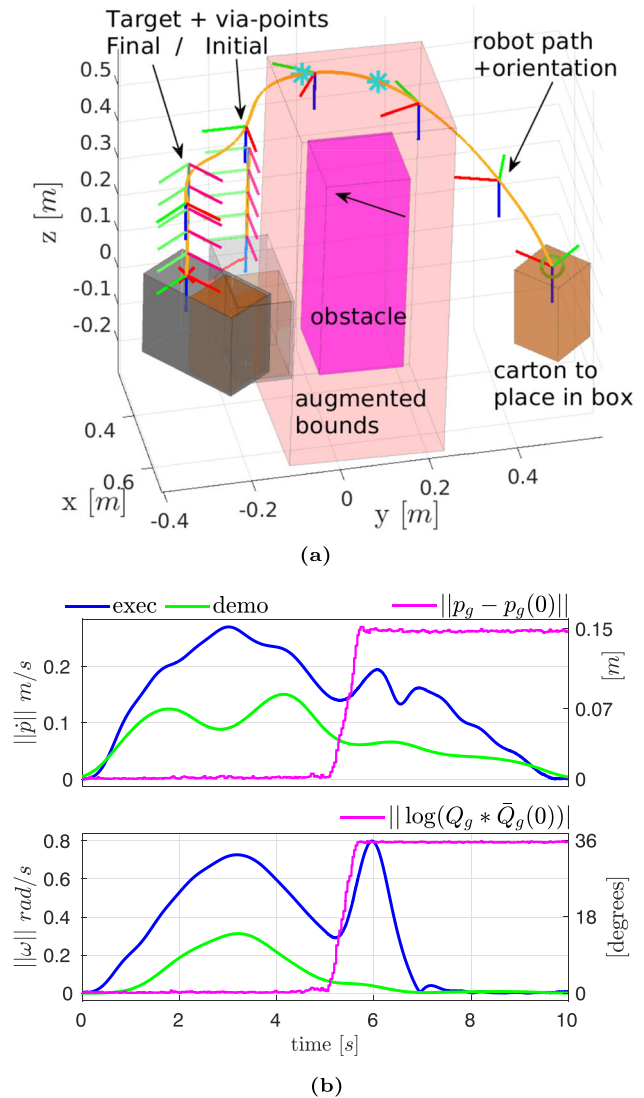 Target + via-points
Final / Initial
robot path
+orientation
0.5
0.4
0.3
0.2
0.1
0
-0.1
-0.2
z [m]
obstacle
augmented
bounds
carton to
place in box
0.4
0.6
x [m]
-0.4
-0.2
0
0.2
0.4
y [m]
(a)
exec
demo
||p_g − p_g(0)||
0.2
0.1
0
||ṗ|| m/s
0.15
0.07
0
[m]
|| log(Q_g * Q̄_g(0))|
0.8
0.6
0.4
0.2
0
||ω|| rad/s
36
18
0
[degrees]
0 2 4 6 8 10
time [s]
(b)